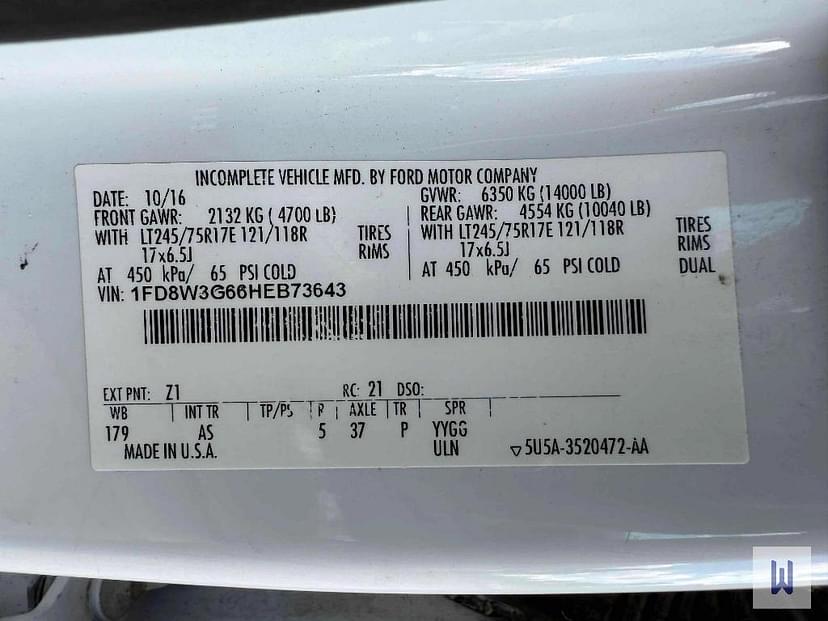 INCOMPLETE VEHICLE MFD. BY FORD MOTOR COMPANY
DATE: 10/16 GVWR: 6350 KG (14000 LB)
FRONT GAWR: 2132 KG ( 4700 LB) REAR GAWR: 4554 KG (10040 LB)
WITH LT245/75R17E 121/118R TIRES WITH LT245/75R17E 121/118R TIRES
17x6.5J RIMS 17x6.5J RIMS
AT 450 kPa/ 65 PSI COLD AT 450 kPa/ 65 PSI COLD DUAL
VIN: 1FD8W3G66HEB73643
EXT PNT: Z1 RC: 21 DSO:
WB INT TR TP/PS R AXLE TR SPR
179 AS 5 37 P YYGG
MADE IN U.S.A. ULN 5U5A-3520472-AA
W